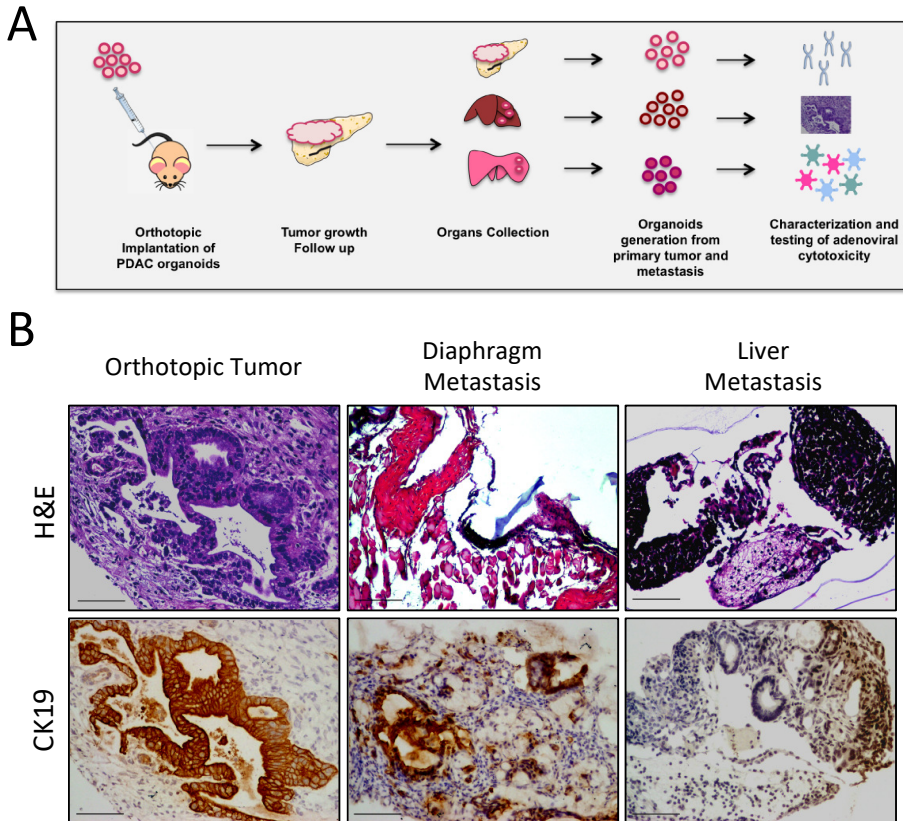 A
Orthotopic
Implantation of
PDAC organoids
Tumor growth
Follow up
Organs Collection
Organoids
generation from
primary tumor and
metastasis
Characterization and
testing of adenoviral
cytotoxicity
B
Orthotopic Tumor
Diaphragm
Metastasis
Liver
Metastasis
H&E
CK19